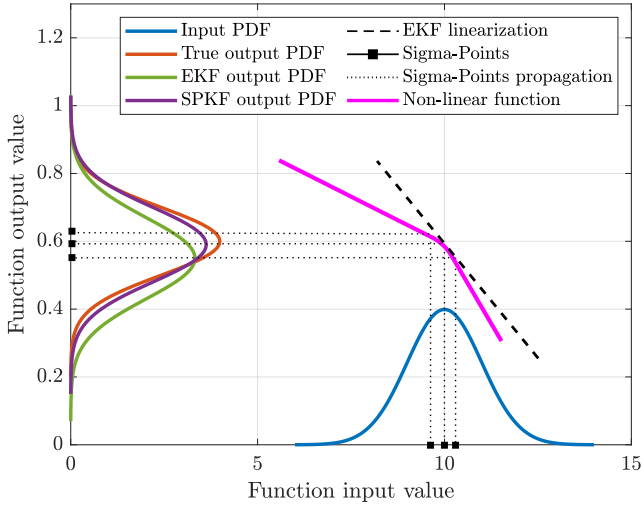 Input PDF
True output PDF
EKF output PDF
SPKF output PDF
EKF linearization
Sigma-Points
Sigma-Points propagation
Non-linear function
Function output value
1.2
1
0.8
0.6
0.4
0.2
0
0
5
10
15
Function input value